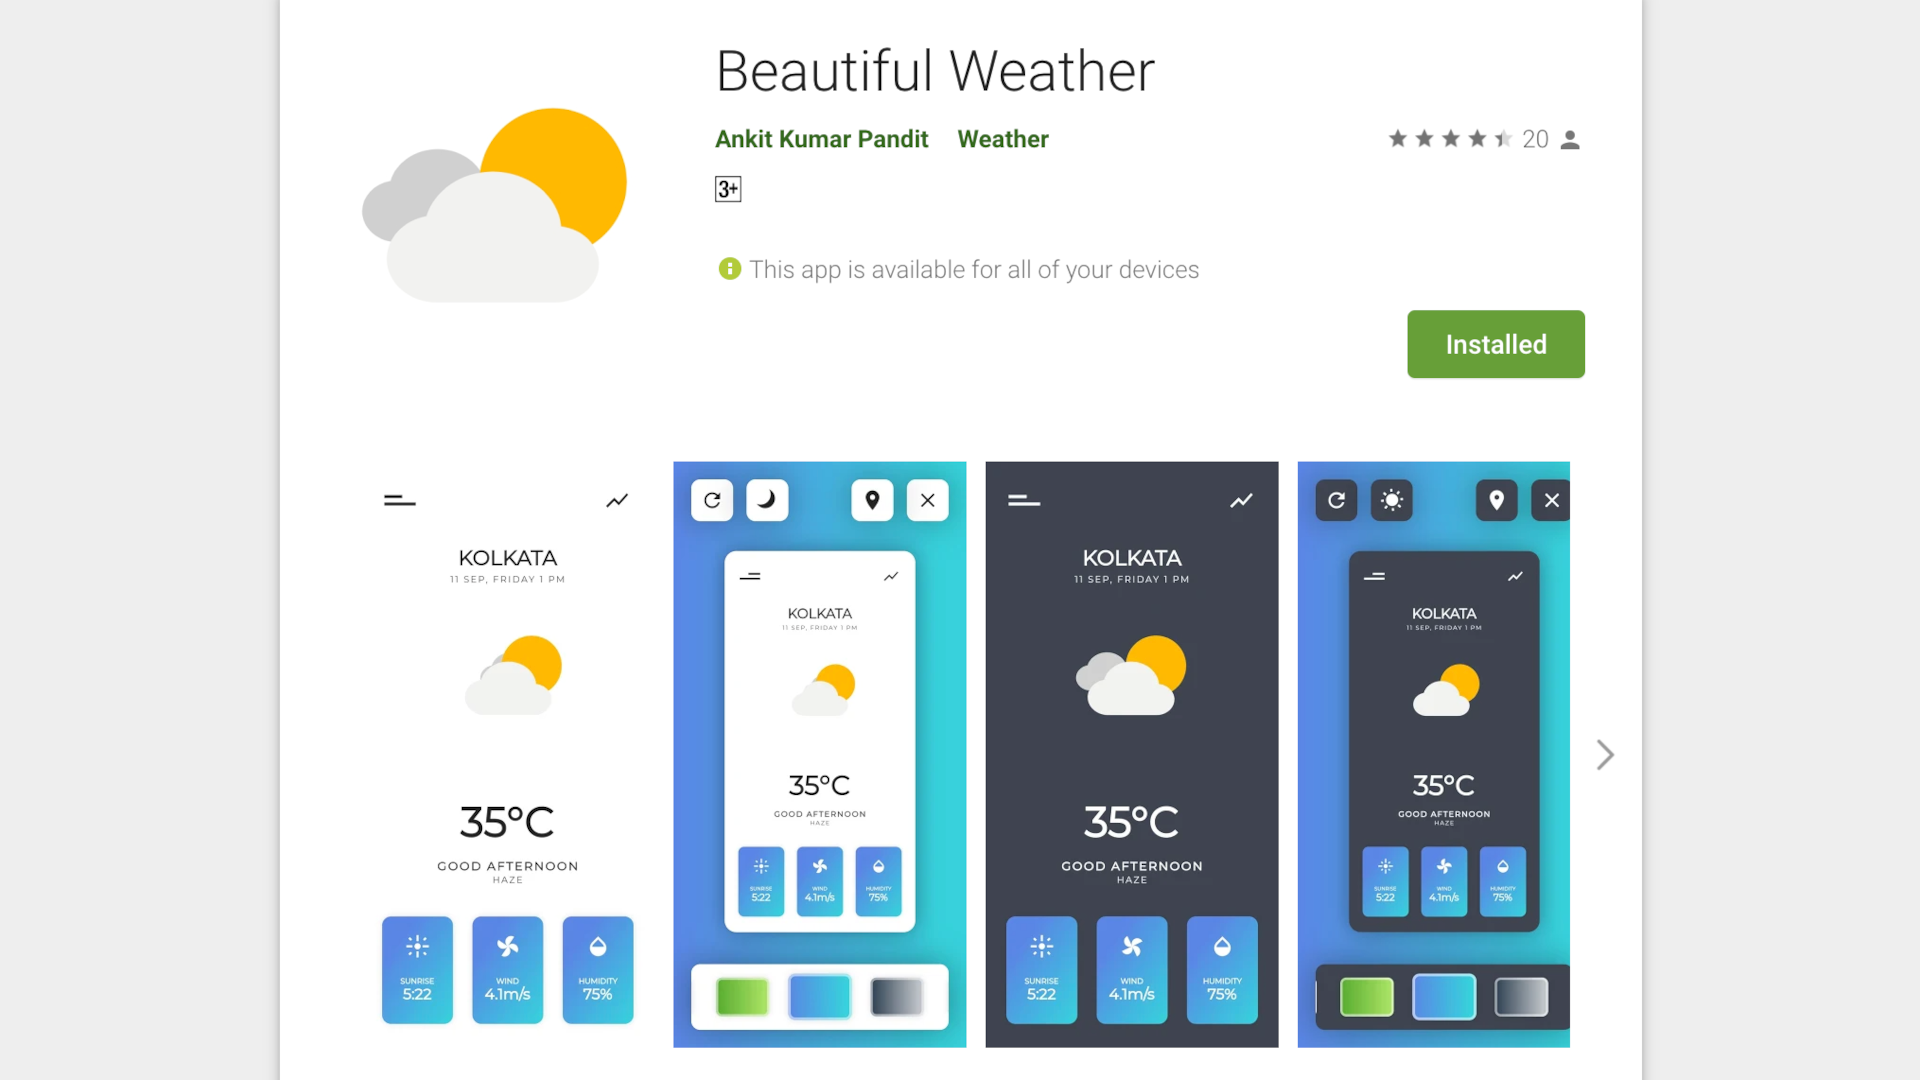 Beautiful Weather
Ankit Kumar Pandit Weather 20
3+
This app is available for all of your devices
Installed
KOLKATA
11 SEP, FRIDAY 1 PM
35°C
GOOD AFTERNOON
HAZE
SUNRISE WIND HUMIDITY
5:22 4.1m/s 75%
KOLKATA
11 SEP, FRIDAY 1 PM
35°C
GOOD AFTERNOON
HAZE
SUNRISE WIND HUMIDITY
5:22 4.1m/s 75%
KOLKATA
11 SEP, FRIDAY 1 PM
35°C
GOOD AFTERNOON
HAZE
SUNRISE WIND HUMIDITY
5:22 4.1m/s 75%
KOLKATA
11 SEP, FRIDAY 1 PM
35°C
GOOD AFTERNOON
HAZE
SUNRISE WIND HUMIDITY
5:22 4.1m/s 75%